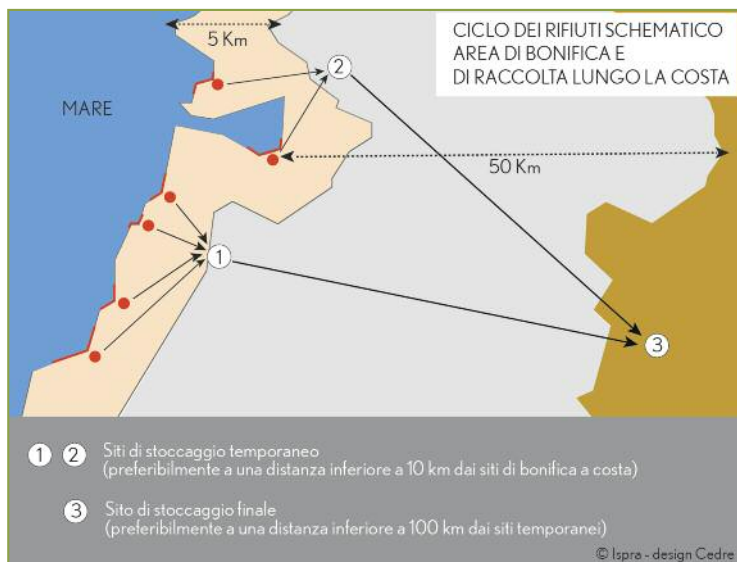 CICLO DEI RIFIUTI SCHEMATICO
AREA DI BONIFICA E
DI RACCOLTA LUNGO LA COSTA
5 Km
2
MARE
50 Km
1
3
1 2 Siti di stoccaggio temporaneo
(preferibilmente a una distanza inferiore a 10 km dai siti di bonifica a costa)
3 Sito di stoccaggio finale
(preferibilmente a una distanza inferiore a 100 km dai siti temporanei)
© Ispra - design Cedre